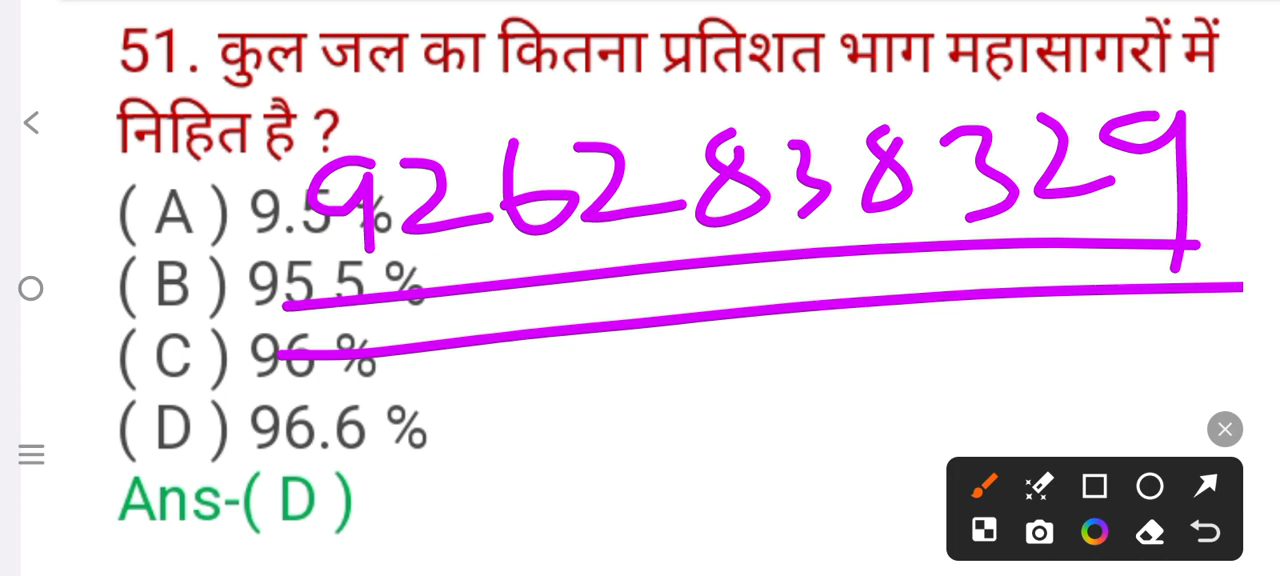 51. कुल जल का कितना प्रतिशत भाग महासागरों में
निहित है ?
9262838329
( A ) 9.5 %
( B ) 95.5 %
( C ) 96 %
( D ) 96.6 %
Ans-( D )